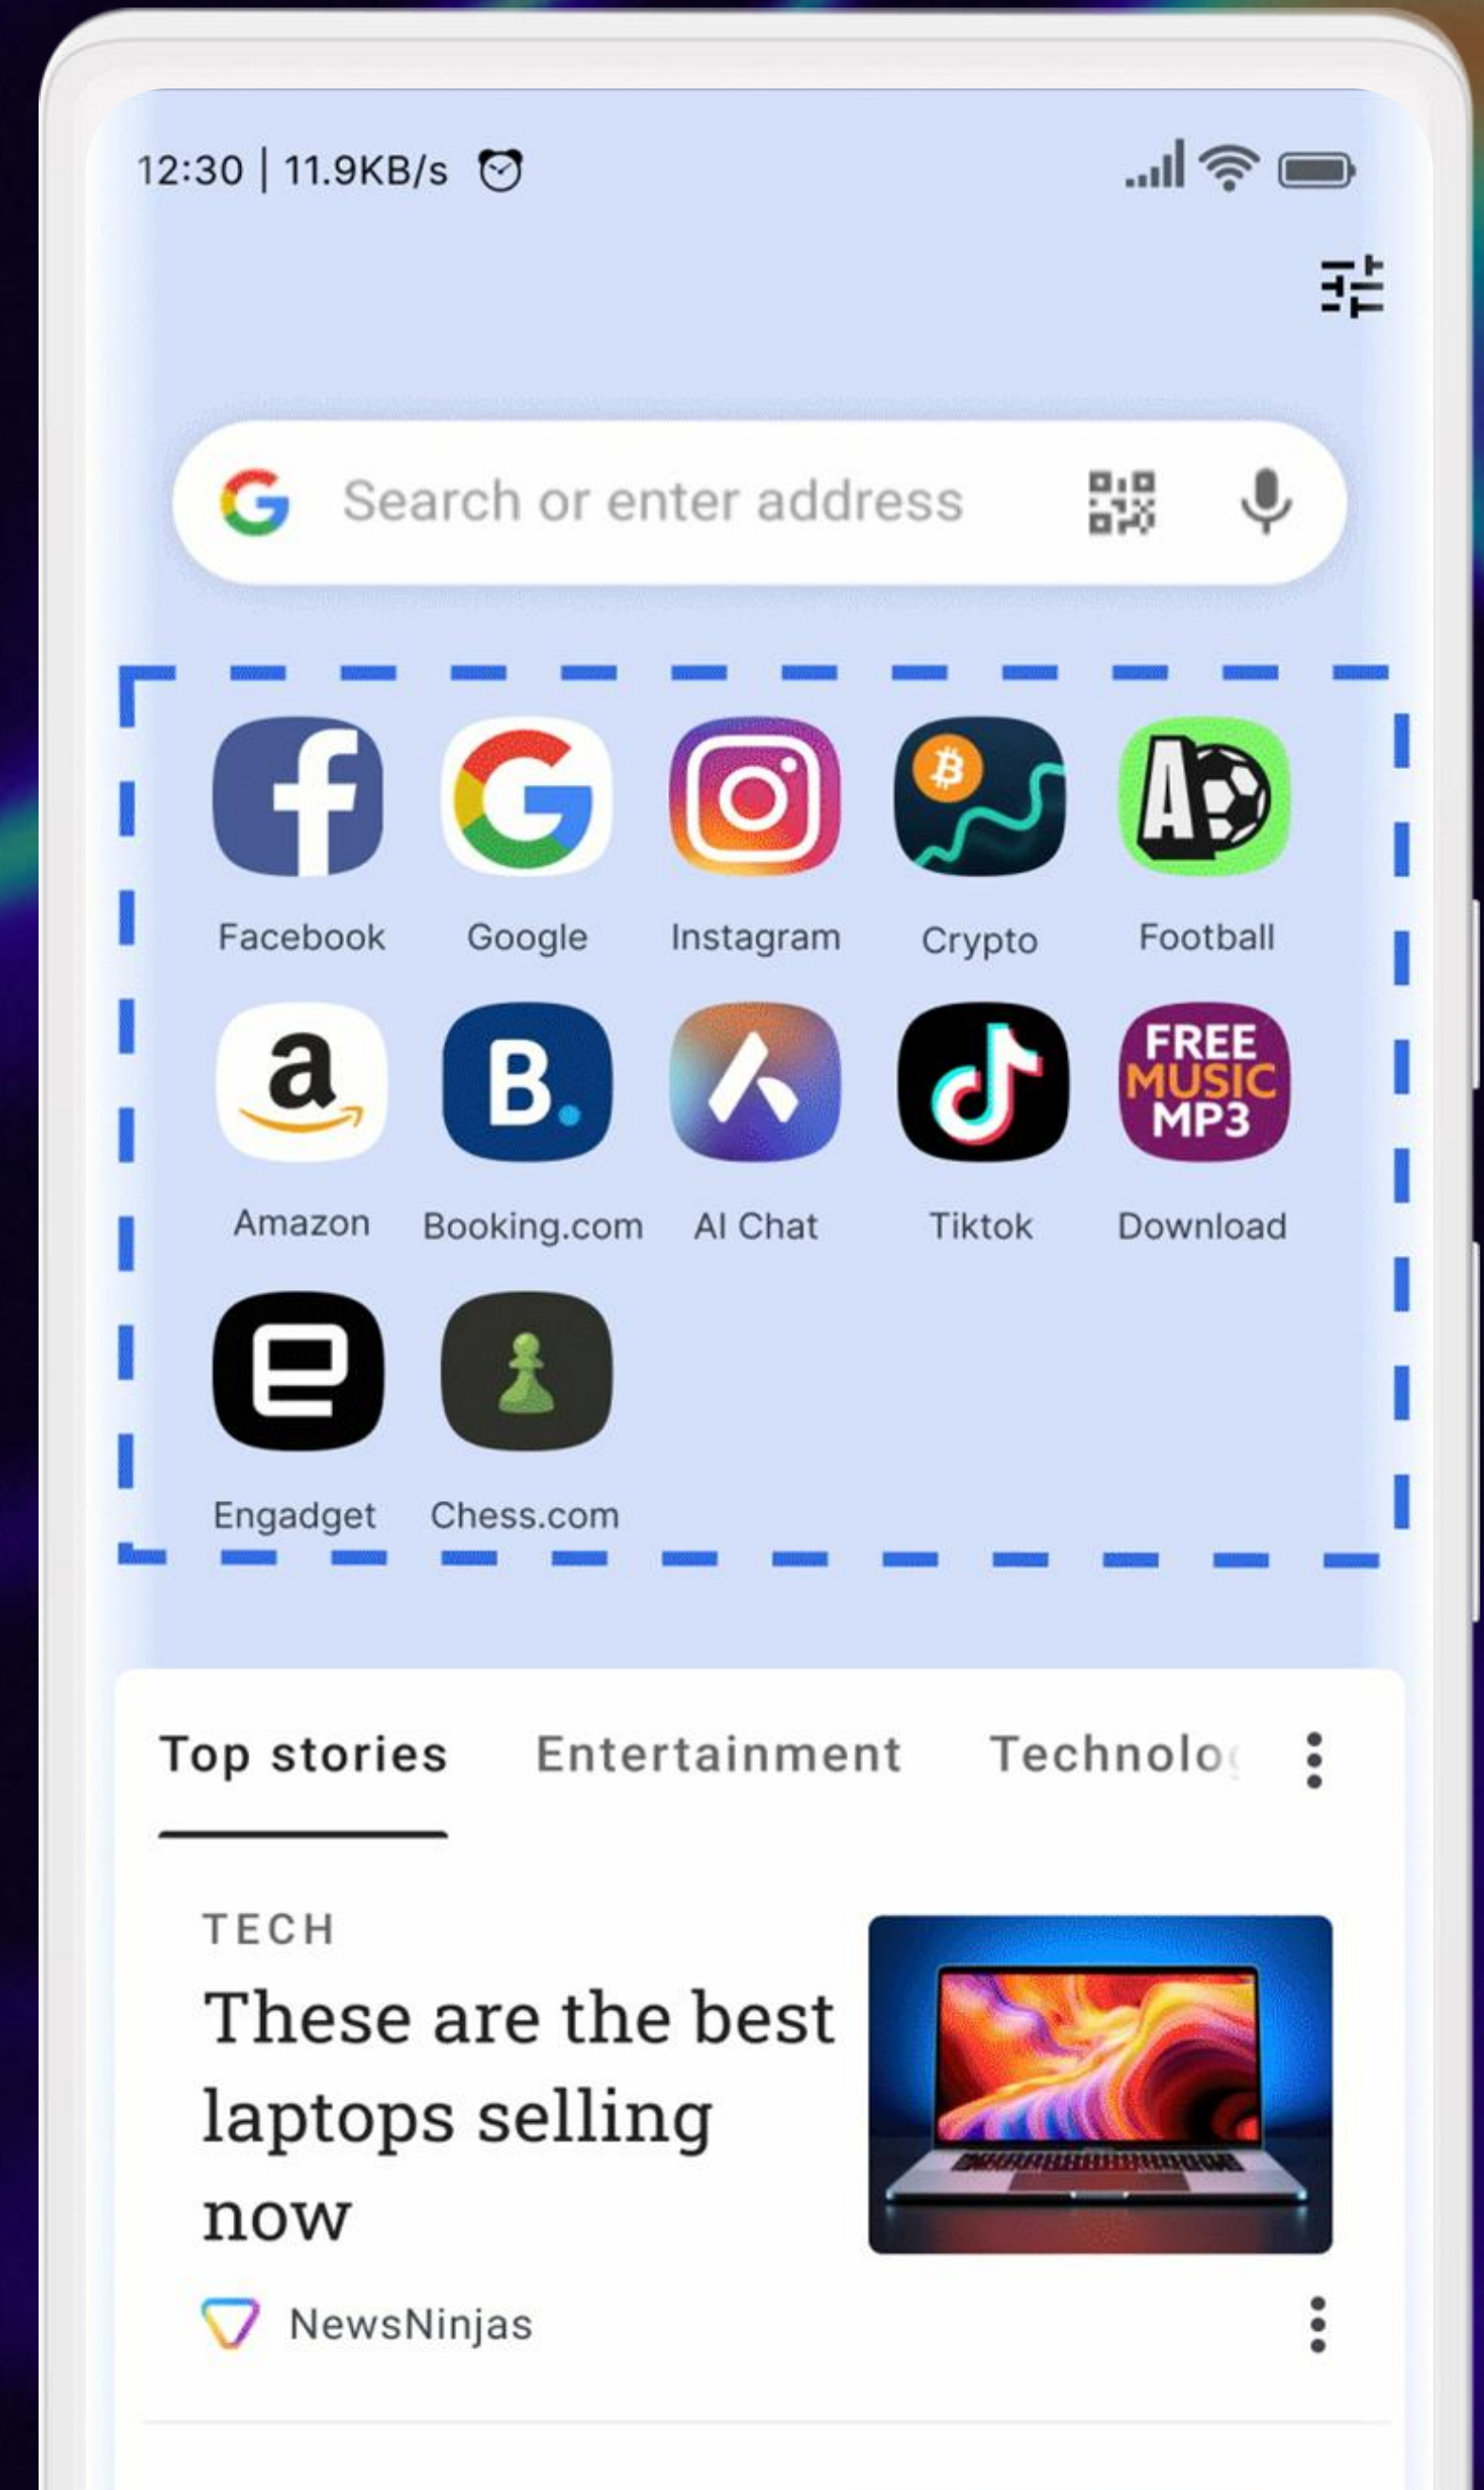 12:30 | 11.9KB/s
Search or enter address
Facebook Google Instagram Crypto Football
FREE
MUSIC
MP3
Amazon Booking.com AI Chat Tiktok Download
Engadget Chess.com
Top stories Entertainment Technolo
TECH
These are the best
laptops selling
now
NewsNinjas